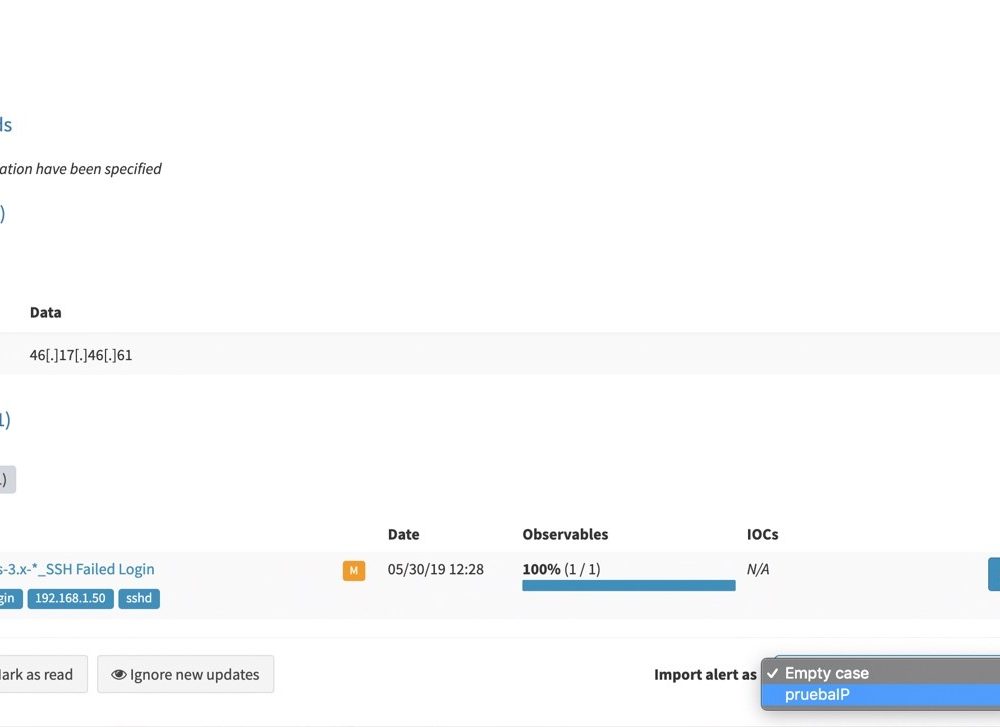 ds
ation have been specified
)
Data
46[.]17[.]46[.]61
1)
.)
Date Observables IOCs
s-3.x-*_SSH Failed Login M 05/30/19 12:28 100% (1 / 1) N/A
gin 192.168.1.50 sshd
Mark as read Ignore new updates Import alert as ✓ Empty case
pruebaIP